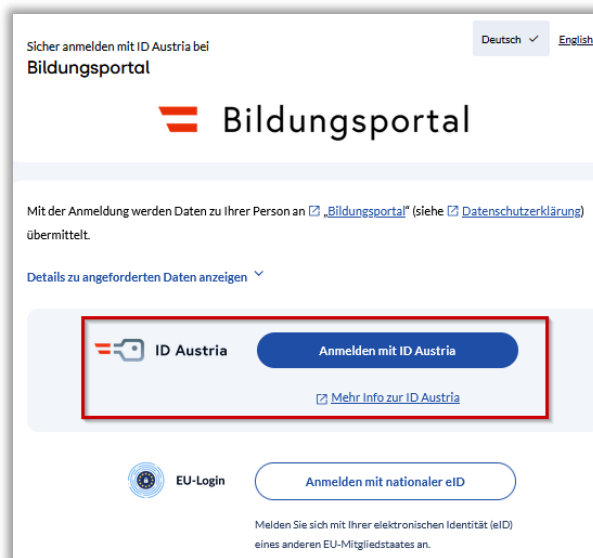 Sicher anmelden mit ID Austria bei
Bildungsportal
Deutsch
English
Bildungsportal
Mit der Anmeldung werden Daten zu Ihrer Person an „Bildungsportal“ (siehe Datenschutzerklärung)
übermittelt.
Details zu angeforderten Daten anzeigen
ID Austria
Anmelden mit ID Austria
Mehr Info zur ID Austria
EU-Login
Anmelden mit nationaler eID
Melden Sie sich mit Ihrer elektronischen Identität (eID)
eines anderen EU-Mitgliedstaates an.